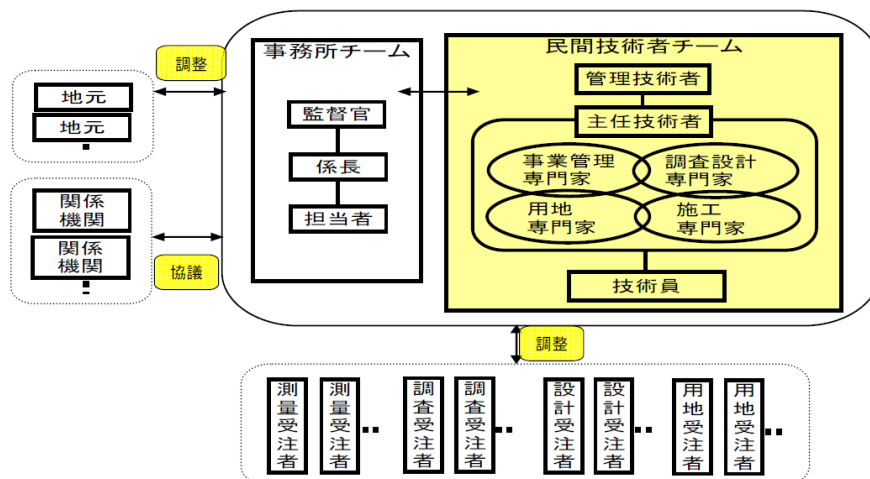 事務所チーム
民間技術者チーム
調整
地元
地元
関係
機関
関係
機関
協議
監督官
係長
担当者
管理技術者
主任技術者
事業管理
専門家
調査設計
専門家
用地
専門家
施工
専門家
技術員
調整
測量受注者
測量受注者
調査受注者
調査受注者
設計受注者
設計受注者
用地受注者
用地受注者